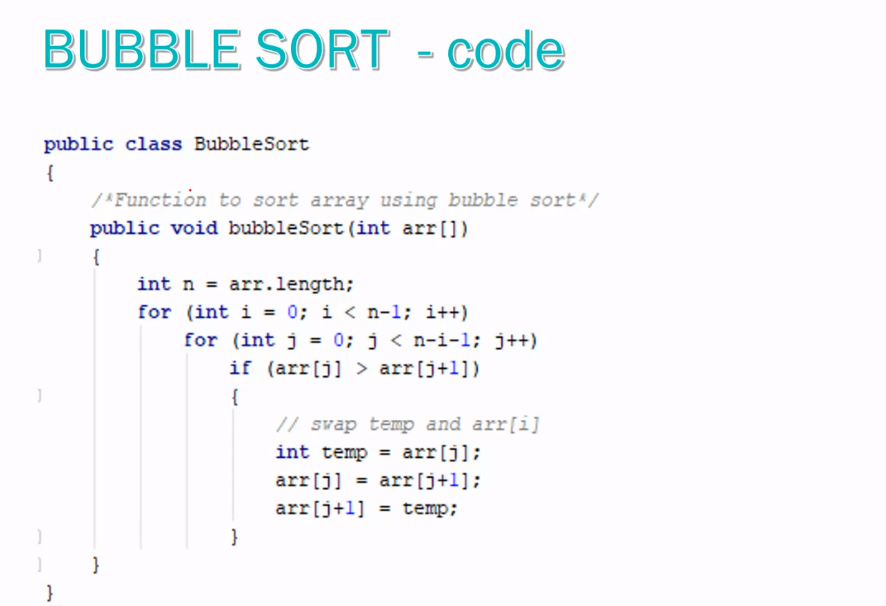 BUBBLE SORT - code
public class BubbleSort
{
/*Function to sort array using bubble sort*/
public void bubbleSort(int arr[])
{
int n = arr.length;
for (int i = 0; i < n-1; i++)
for (int j = 0; j < n-i-1; j++)
if (arr[j] > arr[j+1])
{
// swap temp and arr[i]
int temp = arr[j];
arr[j] = arr[j+1];
arr[j+1] = temp;
}
}
}